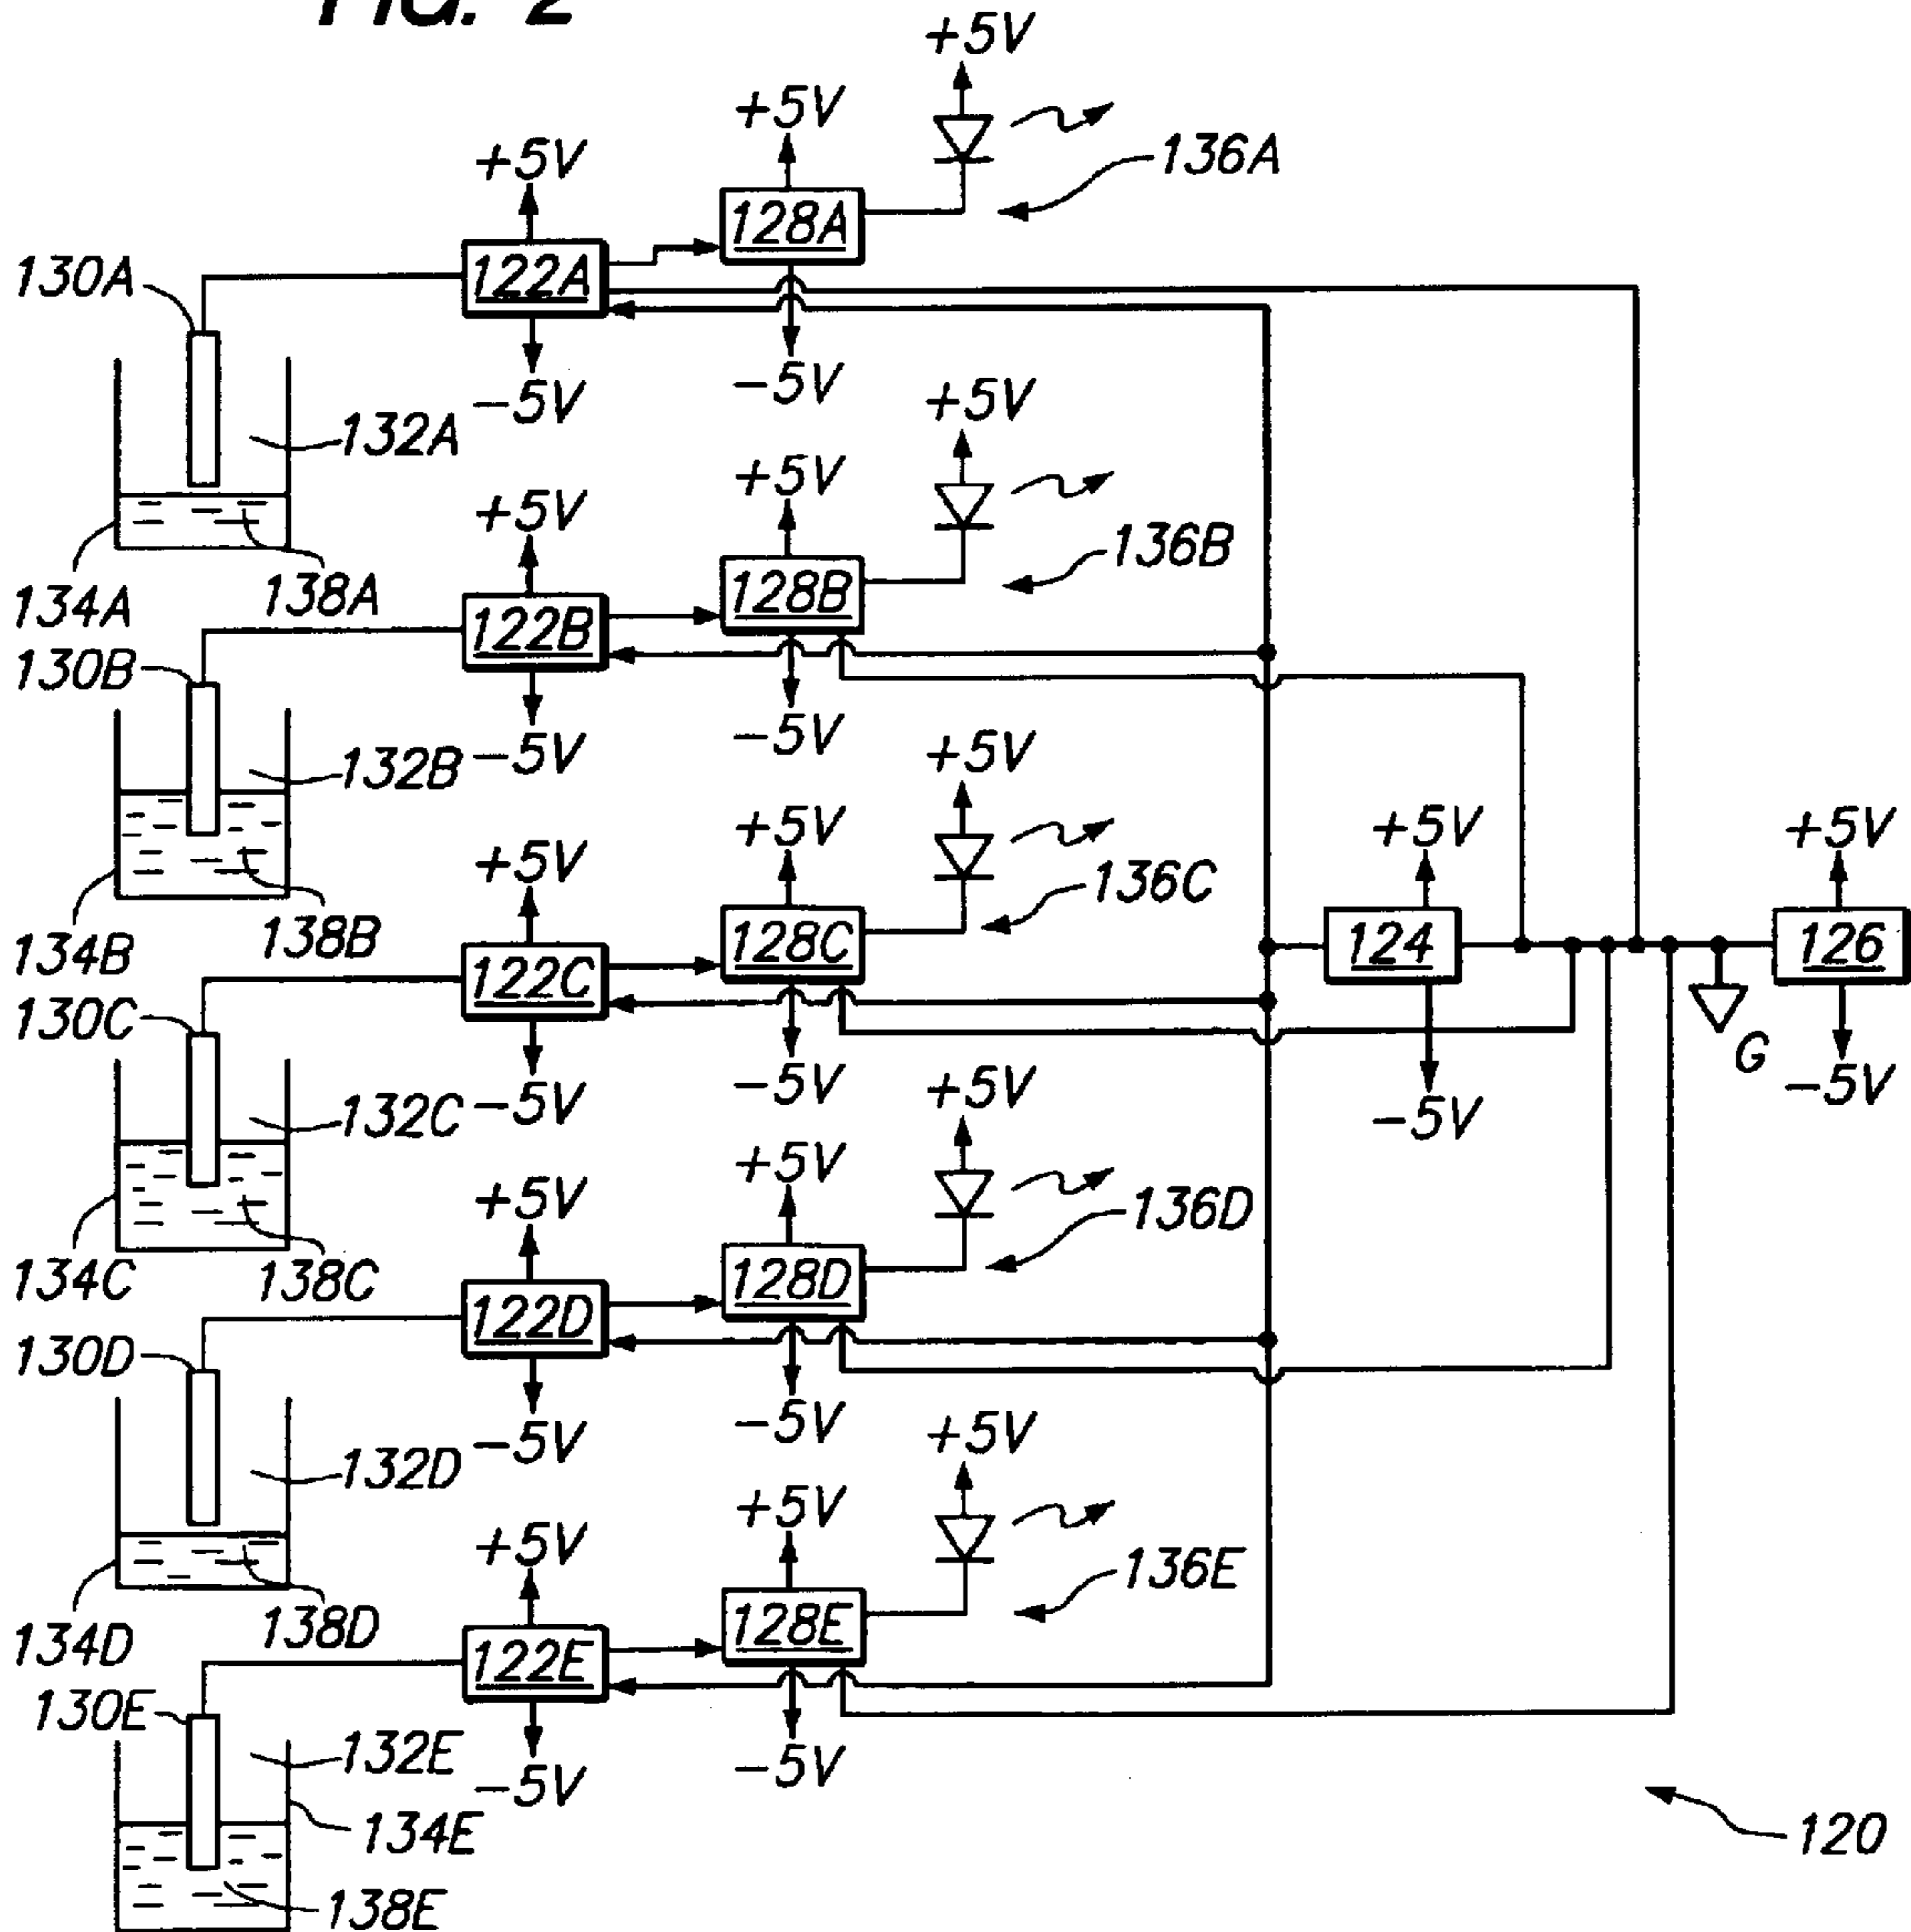 FIG. 2
+5V
+5V
136A
+5V
128A
130A
122A
-5V
-5V
+5V
132A
+5V
+5V
136B
134A
138A
128B
122B
130B
-5V
-5V
+5V
132B
+5V
+5V
+5V
+5V
136C
134B
138B
128C
124
126
122C
130C
G
-5V
-5V
-5V
-5V
+5V
132C
+5V
+5V
136D
134C
138C
128D
122D
130D
-5V
-5V
+5V
132D
+5V
+5V
136E
134D
138D
128E
122E
130E
132E
-5V
-5V
134E
120
138E